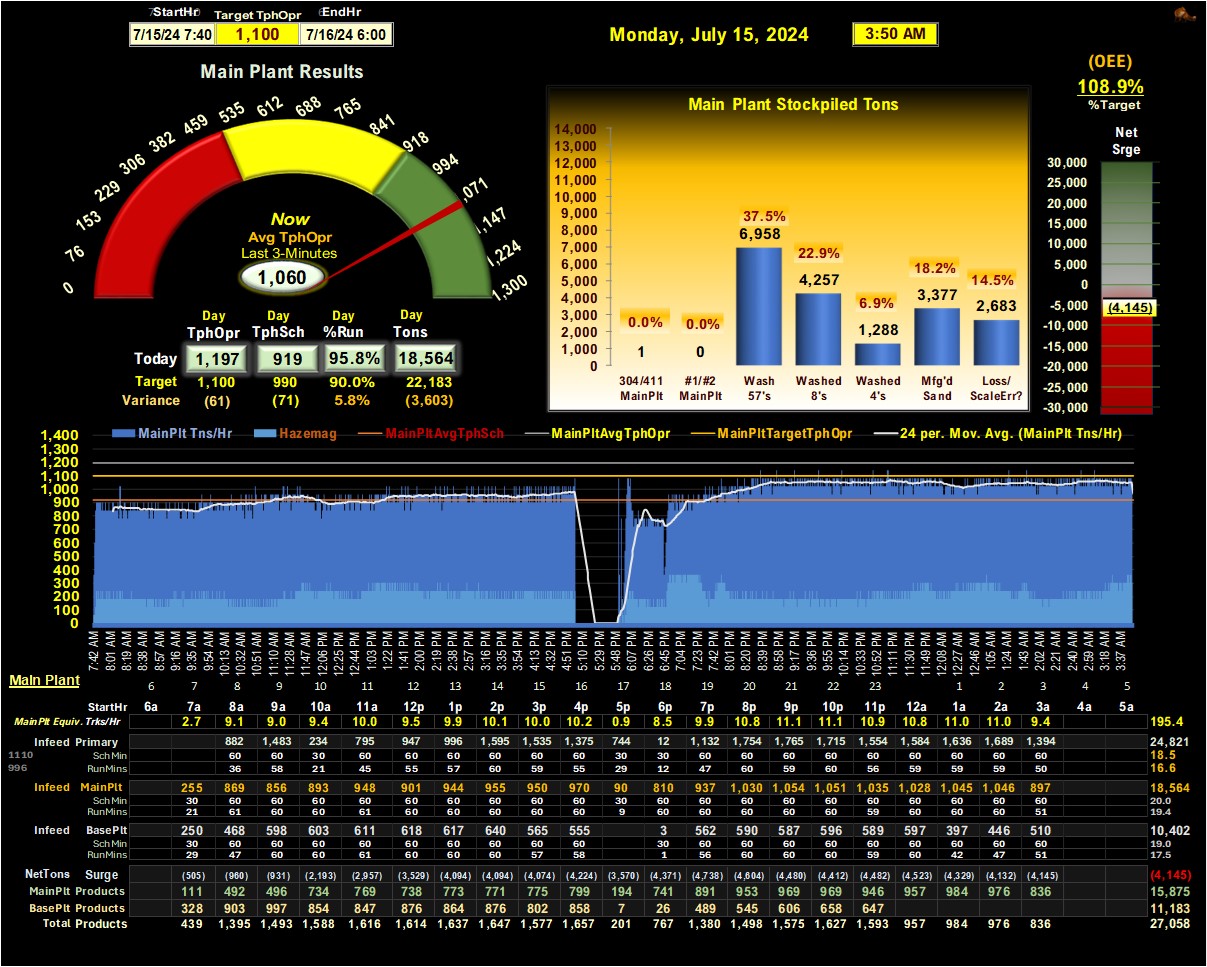 StartHr Target TphOpr EndHr
7/15/24 7:40 1,100 7/16/24 6:00
Monday, July 15, 2024 3:50 AM
(OEE)
108.9%
%Target
Main Plant Results
0 76 153 229 306 382 459 535 612 688 765 841 918 994 ,071 1,147 1,224 1,300
Now
Avg TphOpr
Last 3-Minutes
1,060
Day Day Day Day
TphOpr TphSch %Run Tons
Today 1,197 919 95.8% 18,564
Target 1,100 990 90.0% 22,183
Variance (61) (71) 5.8% (3,603)
Main Plant Stockpiled Tons
14,000
13,000
12,000
11,000
10,000
9,000
8,000
7,000
6,000
5,000
4,000
3,000
2,000
1,000
0
0.0% 0.0% 37.5% 22.9% 6.9% 18.2% 14.5%
1 0 6,958 4,257 1,288 3,377 2,683
304/411 #1/#2 Wash Washed Washed Mfg'd Loss/
MainPlt MainPlt 57's 8's 4's Sand ScaleErr?
Net
Srge
30,000
25,000
20,000
15,000
10,000
5,000
0
-5,000
-10,000
-15,000
-20,000
-25,000
-30,000
(4,145)
MainPlt Tns/Hr Hazemag MainPltAvgTphSch MainPltAvgTphOpr MainPltTargetTphOpr 24 per. Mov. Avg. (MainPlt Tns/Hr)
1,400
1,300
1,200
1,100
1,000
900
800
700
600
500
400
300
200
100
0
7:42 AM 8:01 AM 8:19 AM 8:38 AM 8:57 AM 9:16 AM 9:35 AM 9:54 AM 10:13 AM 10:32 AM 10:51 AM 11:10 AM 11:28 AM 11:47 AM 12:06 PM 12:25 PM 12:44 PM 1:03 PM 1:22 PM 1:41 PM 2:00 PM 2:19 PM 2:38 PM 2:57 PM 3:16 PM 3:35 PM 3:54 PM 4:13 PM 4:32 PM 4:51 PM 5:10 PM 5:29 PM 5:48 PM 6:07 PM 6:26 PM 6:45 PM 7:04 PM 7:23 PM 7:42 PM 8:01 PM 8:20 PM 8:39 PM 8:58 PM 9:17 PM 9:36 PM 9:55 PM 10:14 PM 10:33 PM 10:52 PM 11:11 PM 11:30 PM 11:49 PM 12:08 AM 12:27 AM 12:46 AM 1:05 AM 1:24 AM 1:43 AM 2:02 AM 2:21 AM 2:40 AM 2:59 AM 3:18 AM 3:37 AM
Main Plant 6 7 8 9 10 11 12 13 14 15 16 17 18 19 20 21 22 23 1 2 3 4 5
StartHr 6a 7a 8a 9a 10a 11a 12p 1p 2p 3p 4p 5p 6p 7p 8p 9p 10p 11p 12a 1a 2a 3a 4a 5a
MainPlt Equiv. Trks/Hr 2.7 9.1 9.0 9.4 10.0 9.5 9.9 10.1 10.0 10.2 0.9 8.5 9.9 10.8 11.1 11.1 10.9 10.8 11.0 11.0 9.4 195.4
Infeed Primary 882 1,483 234 795 947 996 1,595 1,535 1,375 744 12 1,132 1,754 1,765 1,715 1,554 1,584 1,636 1,689 1,394 24,821
1110 Sch Min 60 60 30 60 60 60 60 60 60 30 30 60 60 60 60 60 60 60 60 60 18.5
996 RunMins 36 58 21 45 55 57 60 59 55 29 12 47 60 59 60 56 59 59 59 50 16.6
Infeed MainPlt 255 869 856 893 948 901 944 955 950 970 90 810 937 1,030 1,054 1,051 1,035 1,028 1,045 1,046 897 18,564
Sch Min 30 60 60 60 60 60 60 60 60 60 30 60 60 60 60 60 60 60 60 60 60 20.0
RunMins 21 61 60 60 61 60 60 60 60 60 9 60 60 60 60 60 59 60 60 60 51 19.4
Infeed BasePlt 250 468 598 603 611 618 617 640 565 555 3 562 590 587 596 589 597 397 446 510 10,402
Sch Min 30 60 60 60 60 60 60 60 60 60 30 60 60 60 60 60 60 60 60 60 19.0
RunMins 29 47 60 60 61 60 60 60 57 58 1 56 60 60 60 59 60 42 47 51 17.5
NetTons Surge (505) (960) (931) (2,193) (2,957) (3,529) (4,094) (4,094) (4,074) (4,224) (3,570) (4,371) (4,738) (4,604) (4,480) (4,412) (4,482) (4,523) (4,329) (4,132) (4,145) (4,145)
MainPlt Products 111 492 496 734 769 738 773 771 775 799 194 741 891 953 969 969 946 957 984 976 836 15,875
BasePlt Products 328 903 997 854 847 876 864 876 802 858 7 26 489 545 606 658 647 11,183
Total Products 439 1,395 1,493 1,588 1,616 1,614 1,637 1,647 1,577 1,657 201 767 1,380 1,498 1,575 1,627 1,593 957 984 976 836 27,058